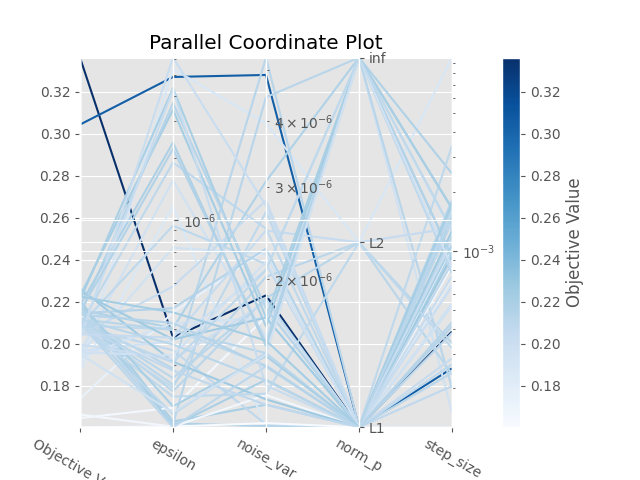 Parallel Coordinate Plot
0.32
0.30
0.28
0.26
0.24
0.22
0.20
0.18
10⁻⁶
4 × 10⁻⁶
3 × 10⁻⁶
2 × 10⁻⁶
inf
L2
L1
10⁻³
Objective V
epsilon
noise_var
norm_p
step_size
0.32
0.30
0.28
0.26
0.24
0.22
0.20
0.18
Objective Value